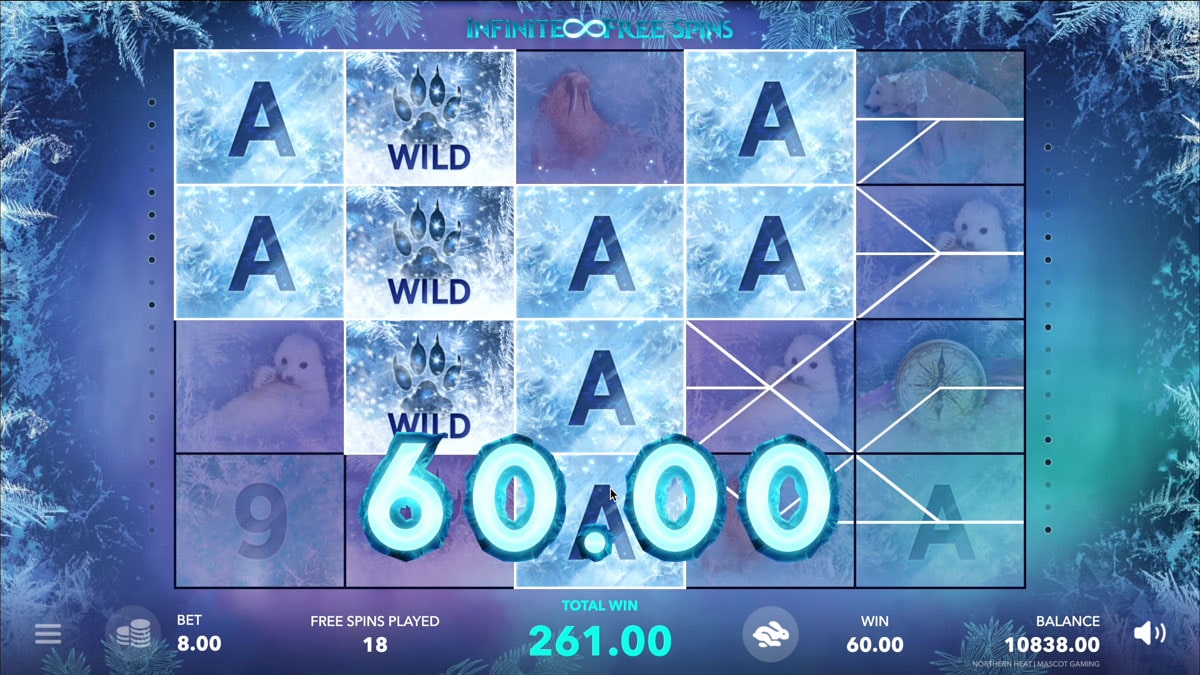 INFINITE∞FREE SPINS
A WILD A
WILD
A WILD A A
WILD A
9 A A
60.00
TOTAL WIN
BET FREE SPINS PLAYED WIN BALANCE
8.00 18 261.00 60.00 10838.00
NORTHERN HEAT | MASCOT GAMING